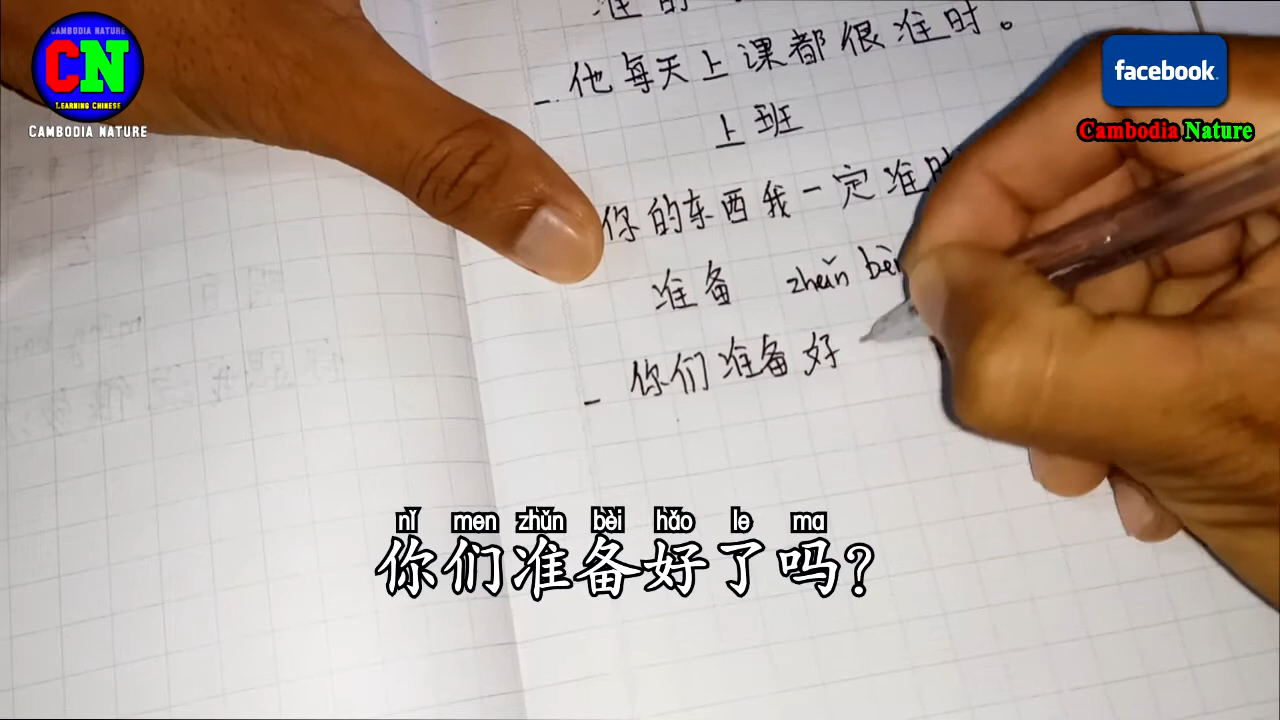 CAMBODIA NATURE
CN
LEARNING CHINESE
CAMBODIA NATURE
facebook
Cambodia Nature
- 他每天上课都很准时。
上班
你的东西我一定准
准备 zhǔn bèi
- 你们准备好
nǐ men zhǔn bèi hǎo le ma
你们准备好了吗?